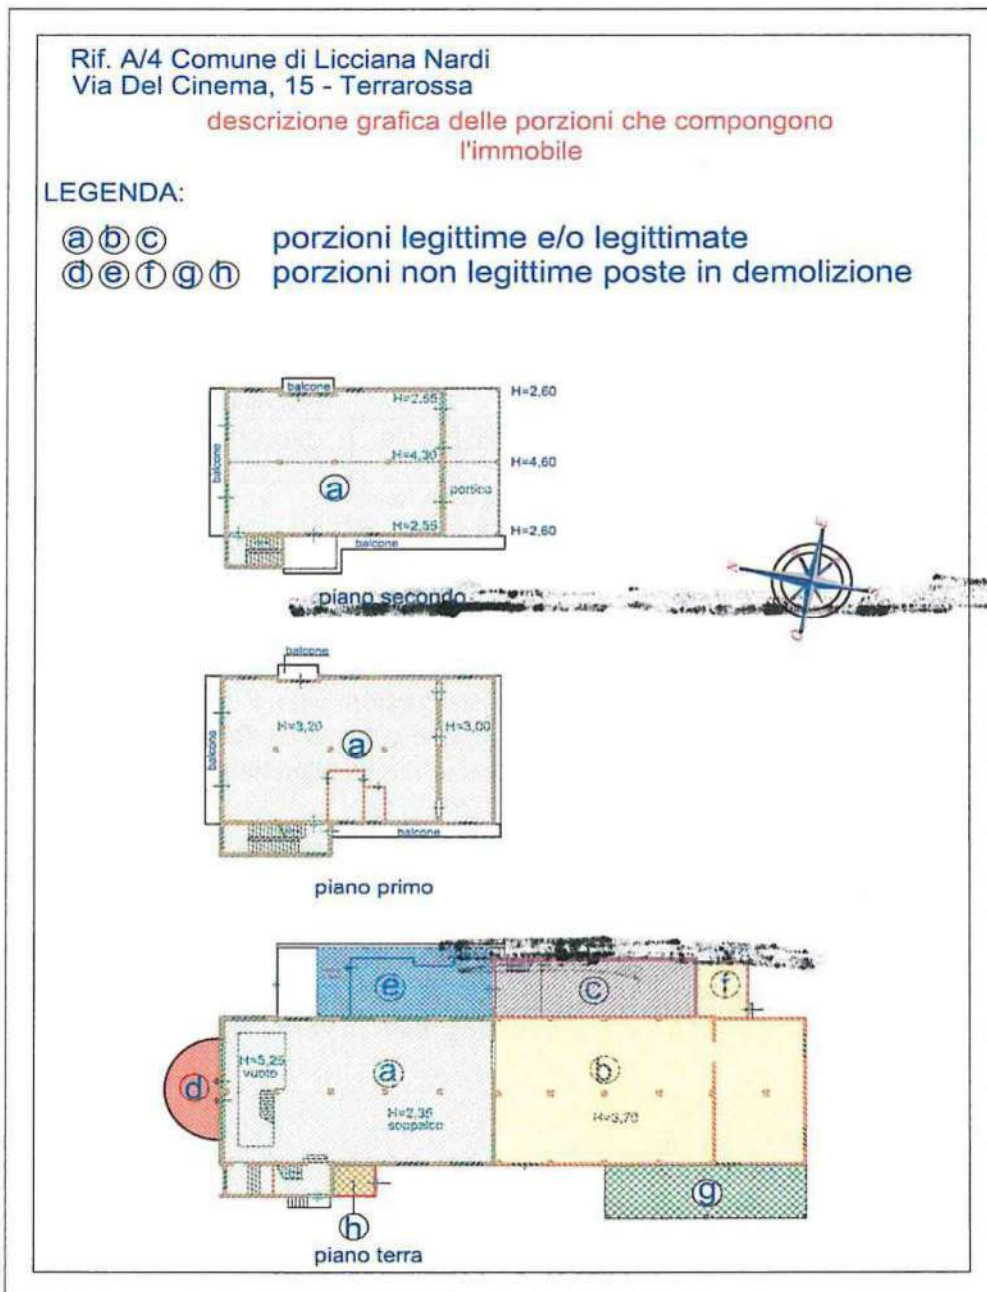 Rif. A/4 Comune di Licciana Nardi
Via Del Cinema, 15 - Terrarossa
descrizione grafica delle porzioni che compongono
l'immobile
LEGENDA:
a b c porzioni legittime e/o legittimate
d e f g h porzioni non legittime poste in demolizione
balcone
H=2,55 H=2,60
balcone
H=4,30 H=4,60
a
portico
H=2,55 H=2,60
balcone
piano secondo
N E S O
balcone
balcone
H=3,20 a H=3,00
balcone
piano primo
e c f
H=5,25
vuoto
d a b
H=2,35
soppalco
H=3,70
g
h
piano terra